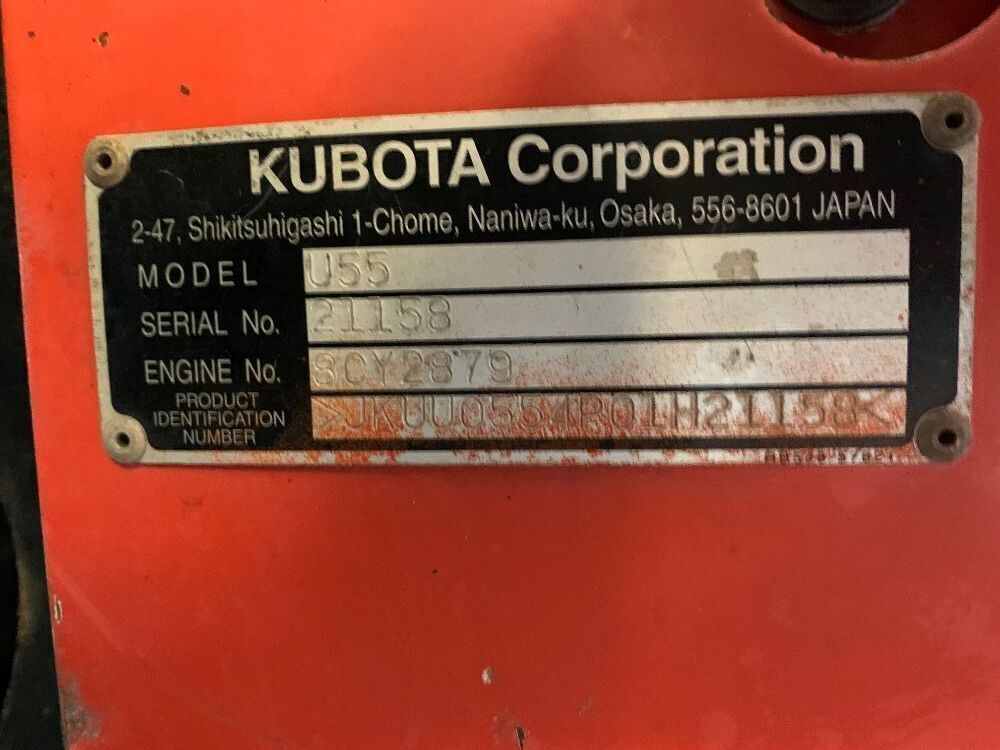 KUBOTA Corporation
2-47, Shikitsuhigashi 1-Chome, Naniwa-ku, Osaka, 556-8601 JAPAN
MODEL U55
SERIAL No. 21158
ENGINE No. 8CY2879
PRODUCT IDENTIFICATION NUMBER >JKUU0554P01H21158<